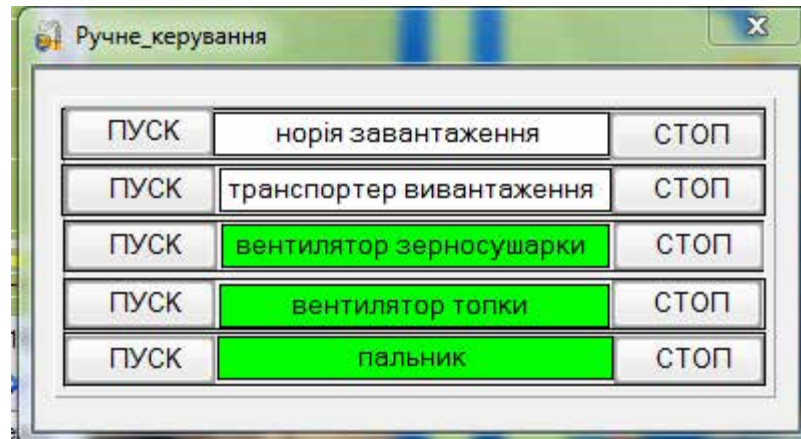 Ручне_керування
ПУСК норія завантаження СТОП
ПУСК транспортер вивантаження СТОП
ПУСК вентилятор зерносушарки СТОП
ПУСК вентилятор топки СТОП
ПУСК пальник СТОП